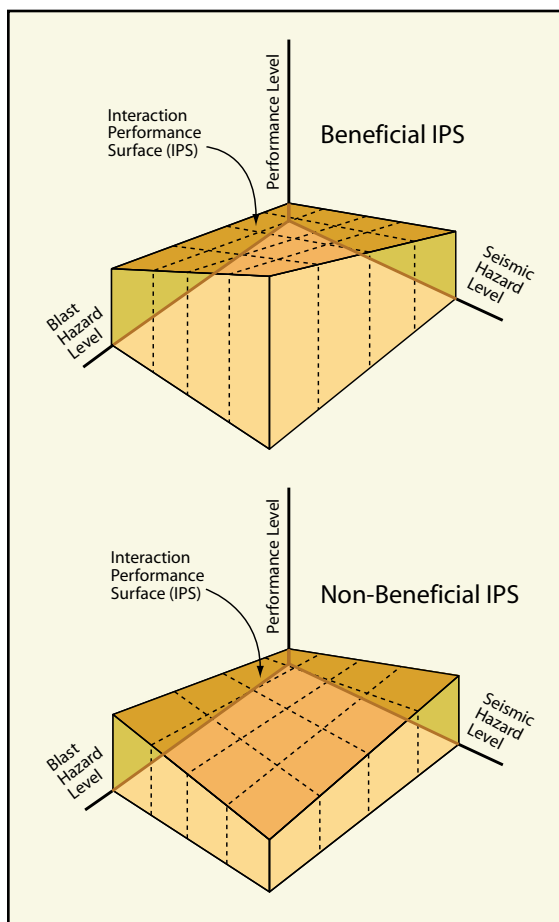 Performance Level
Interaction
Performance
Surface (IPS)
Beneficial IPS
Blast
Hazard
Level
Seismic
Hazard
Level
Performance Level
Interaction
Performance
Surface (IPS)
Non-Beneficial IPS
Blast
Hazard
Level
Seismic
Hazard
Level